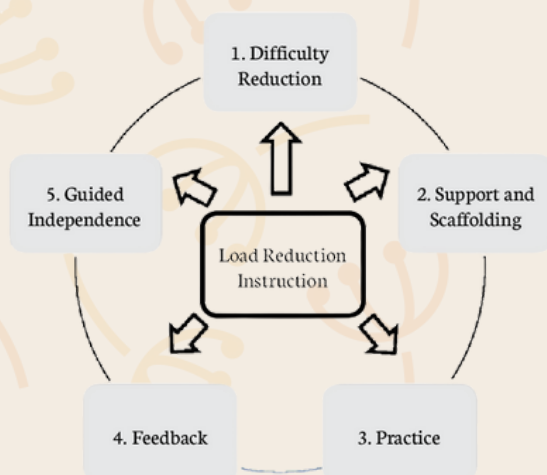 1. Difficulty
Reduction
2. Support and
Scaffolding
3. Practice
4. Feedback
5. Guided
Independence
Load Reduction
Instruction